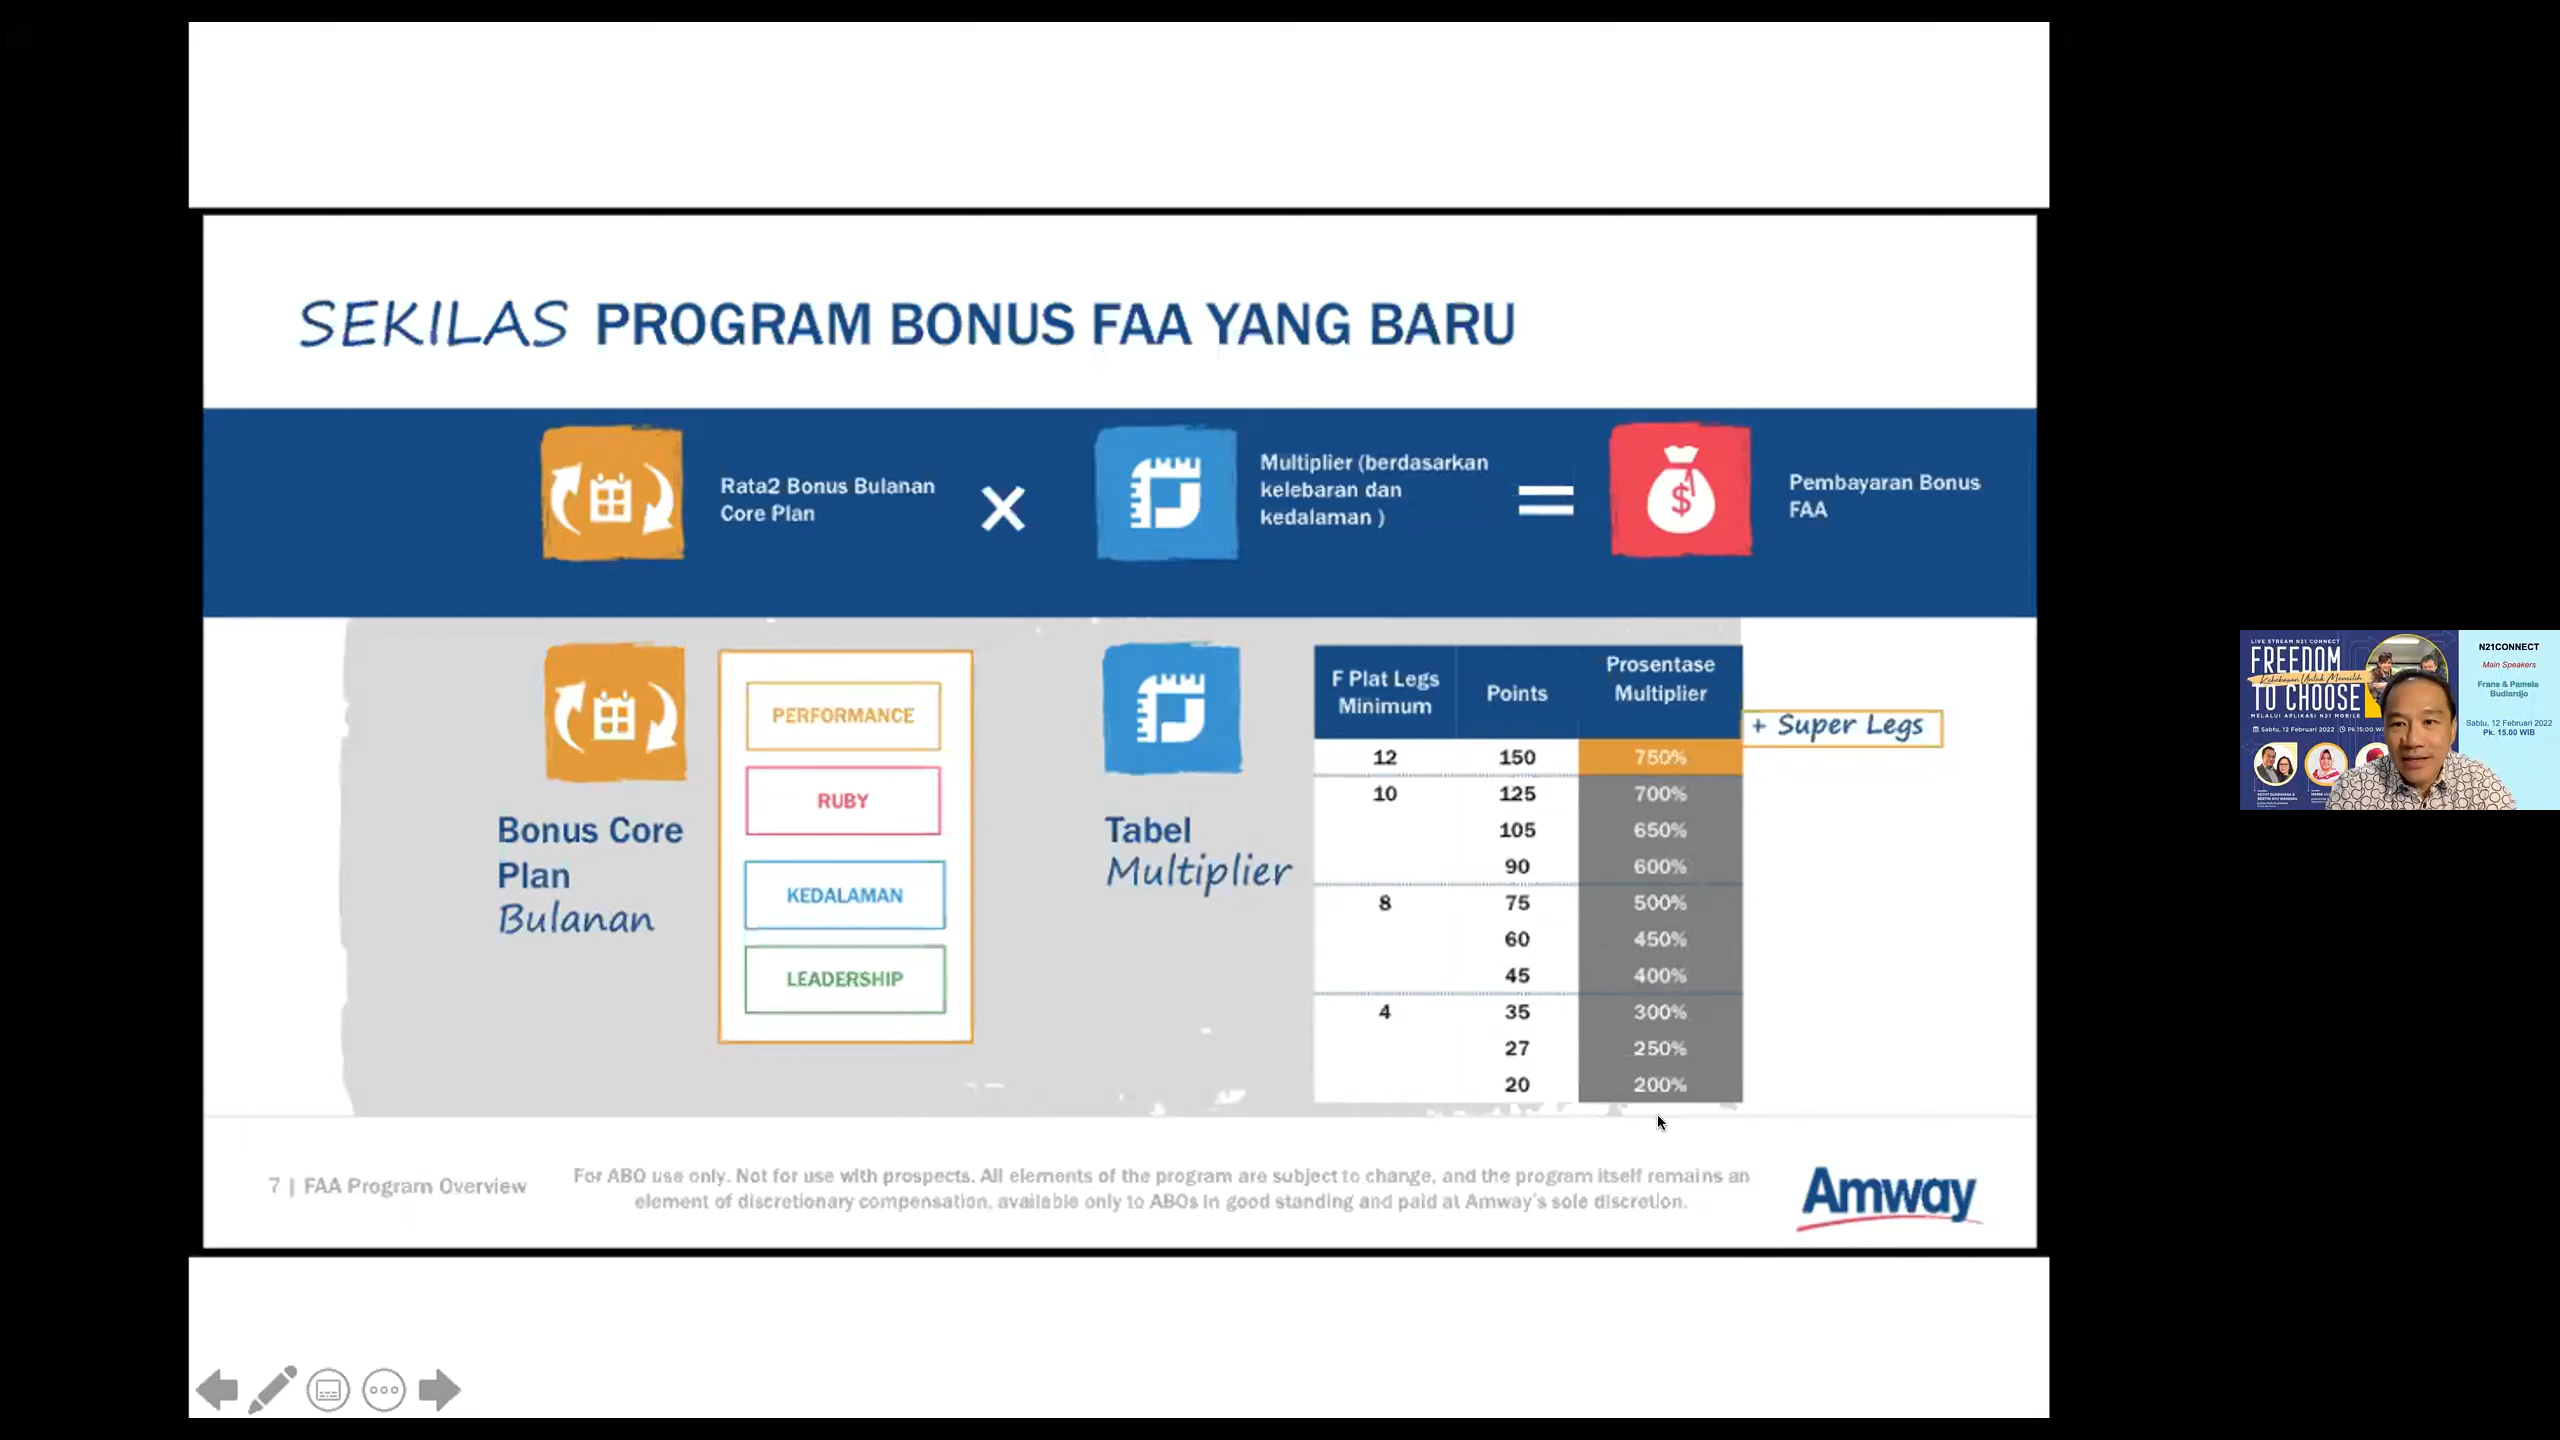 SEKILAS PROGRAM BONUS FAA YANG BARU
Rata2 Bonus Bulanan
Core Plan
Multiplier (berdasarkan
kelebaran dan
kedalaman )
Pembayaran Bonus
FAA
$
Bonus Core
Plan
Bulanan
PERFORMANCE
RUBY
KEDALAMAN
LEADERSHIP
Tabel
Multiplier
F Plat Legs Minimum Points Prosentase Multiplier
12 150 750%
10 125 700%
105 650%
90 600%
8 75 500%
60 450%
45 400%
4 35 300%
27 250%
20 200%
+ Super Legs
7 | FAA Program Overview
For ABO use only. Not for use with prospects. All elements of the program are subject to change, and the program itself remains an
element of discretionary compensation, available only to ABOs in good standing and paid at Amway's sole discretion.
Amway
LIVE STREAM N21 CONNECT
FREEDOM
Kebebasan Untuk Memilih
TO CHOOSE
MELALUI APLIKASI N21 MOBILE
Sabtu, 12 Februari 2022
Pk.15:00
N21CONNECT
Main Speakers
Frans & Pamela
Budiardjo
Sabtu, 12 Februari 2022
Pk. 15.00 WIB